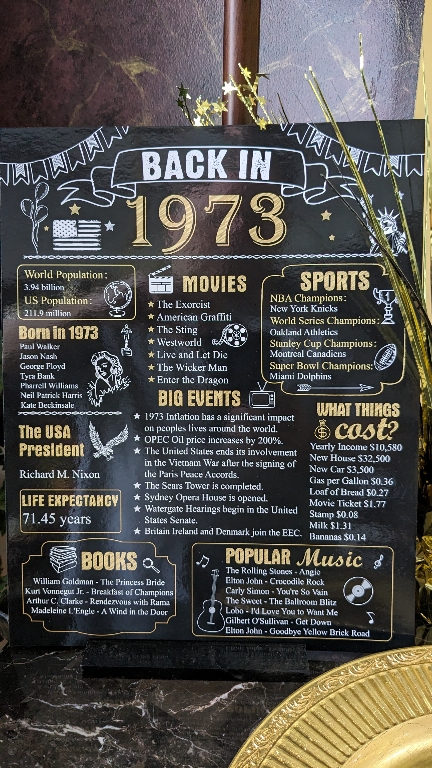 BACK IN
1973
World Population:
3.94 billion
US Population:
211.9 million
Born in 1973
Paul Walker
Jason Nash
George Floyd
Tyra Bank
Pharrell Williams
Neil Patrick Harris
Kate Beckinsale
The USA
President
Richard M. Nixon
LIFE EXPECTANCY
71.45 years
MOVIES
The Exorcist
American Graffiti
The Sting
Westworld
Live and Let Die
The Wicker Man
Enter the Dragon
SPORTS
NBA Champions:
New York Knicks
World Series Champions:
Oakland Athletics
Stanley Cup Champions:
Montreal Canadiens
Super Bowl Champions:
Miami Dolphins
BIG EVENTS
1973 Inflation has a significant impact
on peoples lives around the world.
OPEC Oil price increases by 200%.
The United States ends its involvement
in the Vietnam War after the signing of
the Paris Peace Accords.
The Sears Tower is completed.
Sydney Opera House is opened.
Watergate Hearings begin in the United
States Senate.
Britain Ireland and Denmark join the EEC.
WHAT THINGS
cost?
Yearly Income $10,580
New House $32,500
New Car $3,500
Gas per Gallon $0.36
Loaf of Bread $0.27
Movie Ticket $1.77
Stamp $0.08
Milk $1.31
Bananas $0.14
BOOKS
William Goldman - The Princess Bride
Kurt Vonnegut Jr. - Breakfast of Champions
Arthur C. Clarke - Rendezvous with Rama
Madeleine L'Engle - A Wind in the Door
POPULAR Music
The Rolling Stones - Angie
Elton John - Crocodile Rock
Carly Simon - You're So Vain
The Sweet - The Ballroom Blitz
Lobo - I'd Love You to Want Me
Gilbert O'Sullivan - Get Down
Elton John - Goodbye Yellow Brick Road